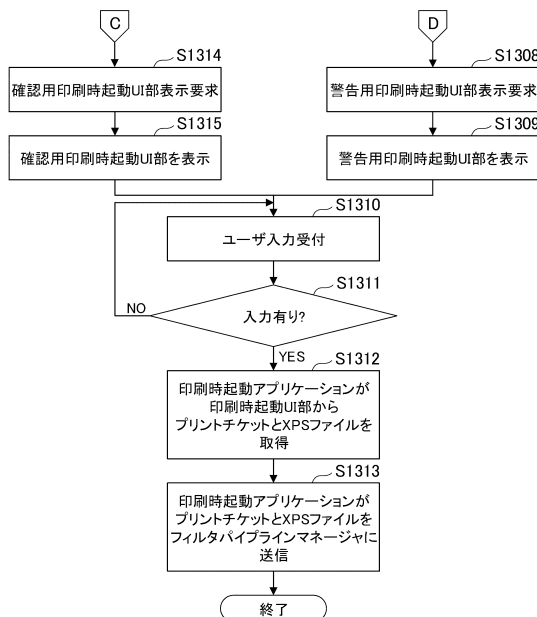 C
D
S1314
S1308
確認用印刷時起動UI部表示要求
警告用印刷時起動UI部表示要求
S1315
S1309
確認用印刷時起動UI部を表示
警告用印刷時起動UI部を表示
S1310
ユーザ入力受付
S1311
NO
入力有り?
YES
S1312
印刷時起動アプリケーションが
印刷時起動UI部から
プリントチケットとXPSファイルを
取得
S1313
印刷時起動アプリケーションが
プリントチケットとXPSファイルを
フィルタパイプラインマネージャに
送信
終了